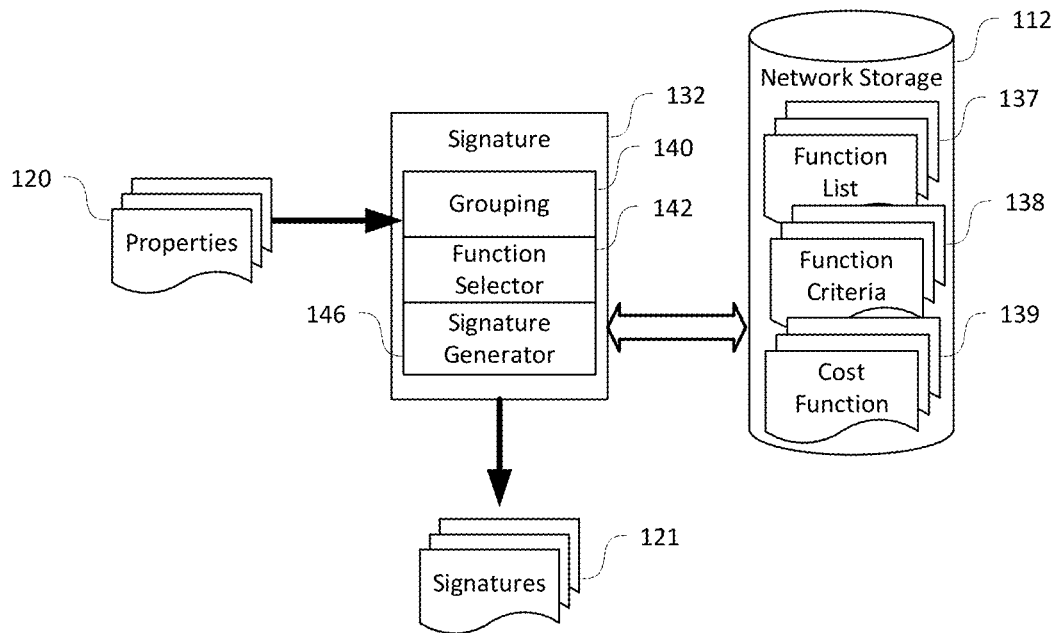 112
Network Storage
132
137
Signature
140
Function
List
120
Grouping
142
138
Properties
Function
Selector
Function
Criteria
146
Signature
Generator
139
Cost
Function
121
Signatures